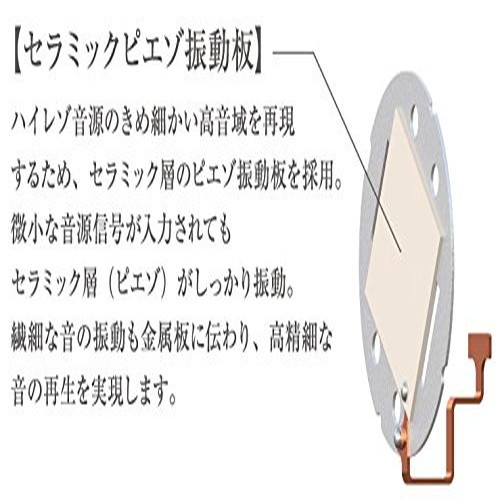 【セラミックピエゾ振動板】
ハイレゾ音源のきめ細かい高音域を再現
するため、セラミック層のピエゾ振動板を採用。
微小な音源信号が入力されても
セラミック層（ピエゾ）がしっかり振動。
繊細な音の振動も金属板に伝わり、高精細な
音の再生を実現します。